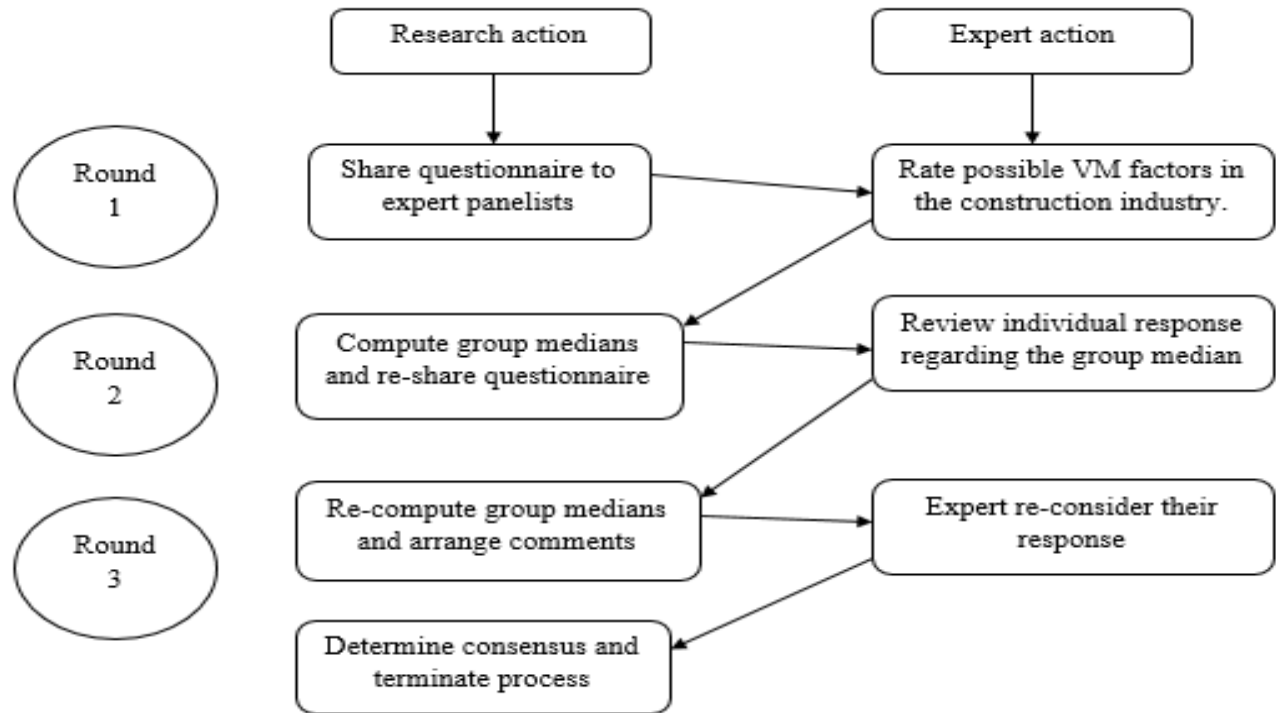 Research action
Expert action
Round
1
Share questionnaire to
expert panelists
Rate possible VM factors in
the construction industry.
Round
2
Compute group medians
and re-share questionnaire
Review individual response
regarding the group median
Round
3
Re-compute group medians
and arrange comments
Expert re-consider their
response
Determine consensus and
terminate process